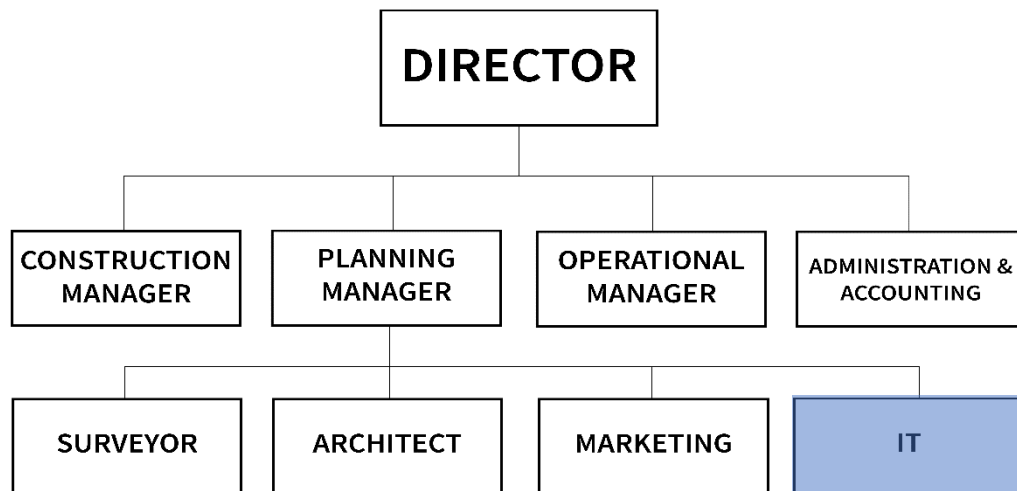 DIRECTOR
CONSTRUCTION
MANAGER
PLANNING
MANAGER
OPERATIONAL
MANAGER
ADMINISTRATION &
ACCOUNTING
SURVEYOR
ARCHITECT
MARKETING
IT